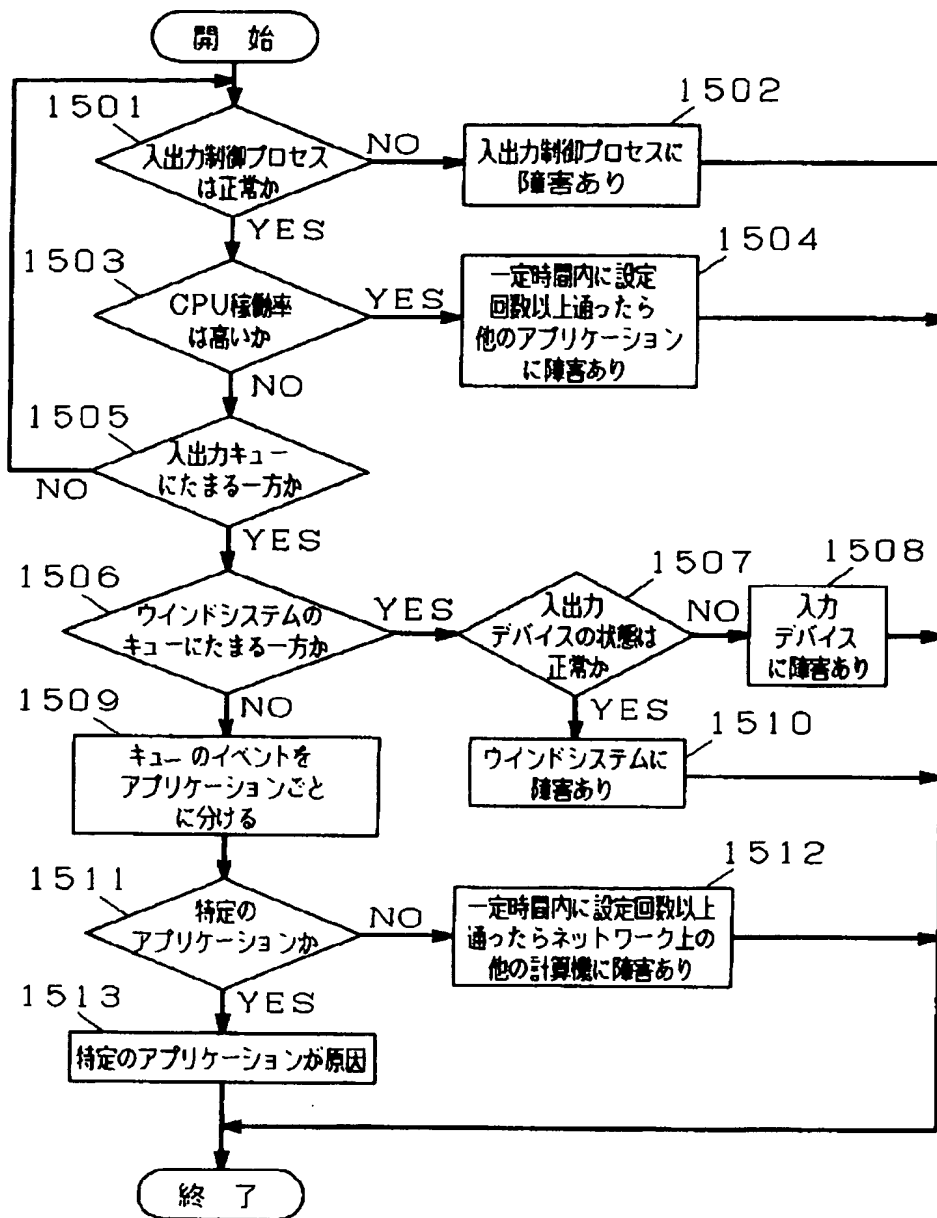 開 始
1501
入出力制御プロセス
は正常か
NO
1502
入出力制御プロセスに
障害あり
YES
1503
CPU稼働率
は高いか
YES
1504
一定時間内に設定
回数以上通ったら
他のアプリケーション
に障害あり
NO
1505
入出力キュー
にたまる一方か
NO
YES
1506
ウインドシステムの
キューにたまる一方か
YES
1507
入出力
デバイスの状態は
正常か
NO
1508
入力
デバイス
に障害あり
YES
1510
ウインドシステムに
障害あり
NO
1509
キューのイベントを
アプリケーションごと
に分ける
1511
特定の
アプリケーションか
NO
1512
一定時間内に設定回数以上
通ったらネットワーク上の
他の計算機に障害あり
YES
1513
特定のアプリケーションが原因
終 了